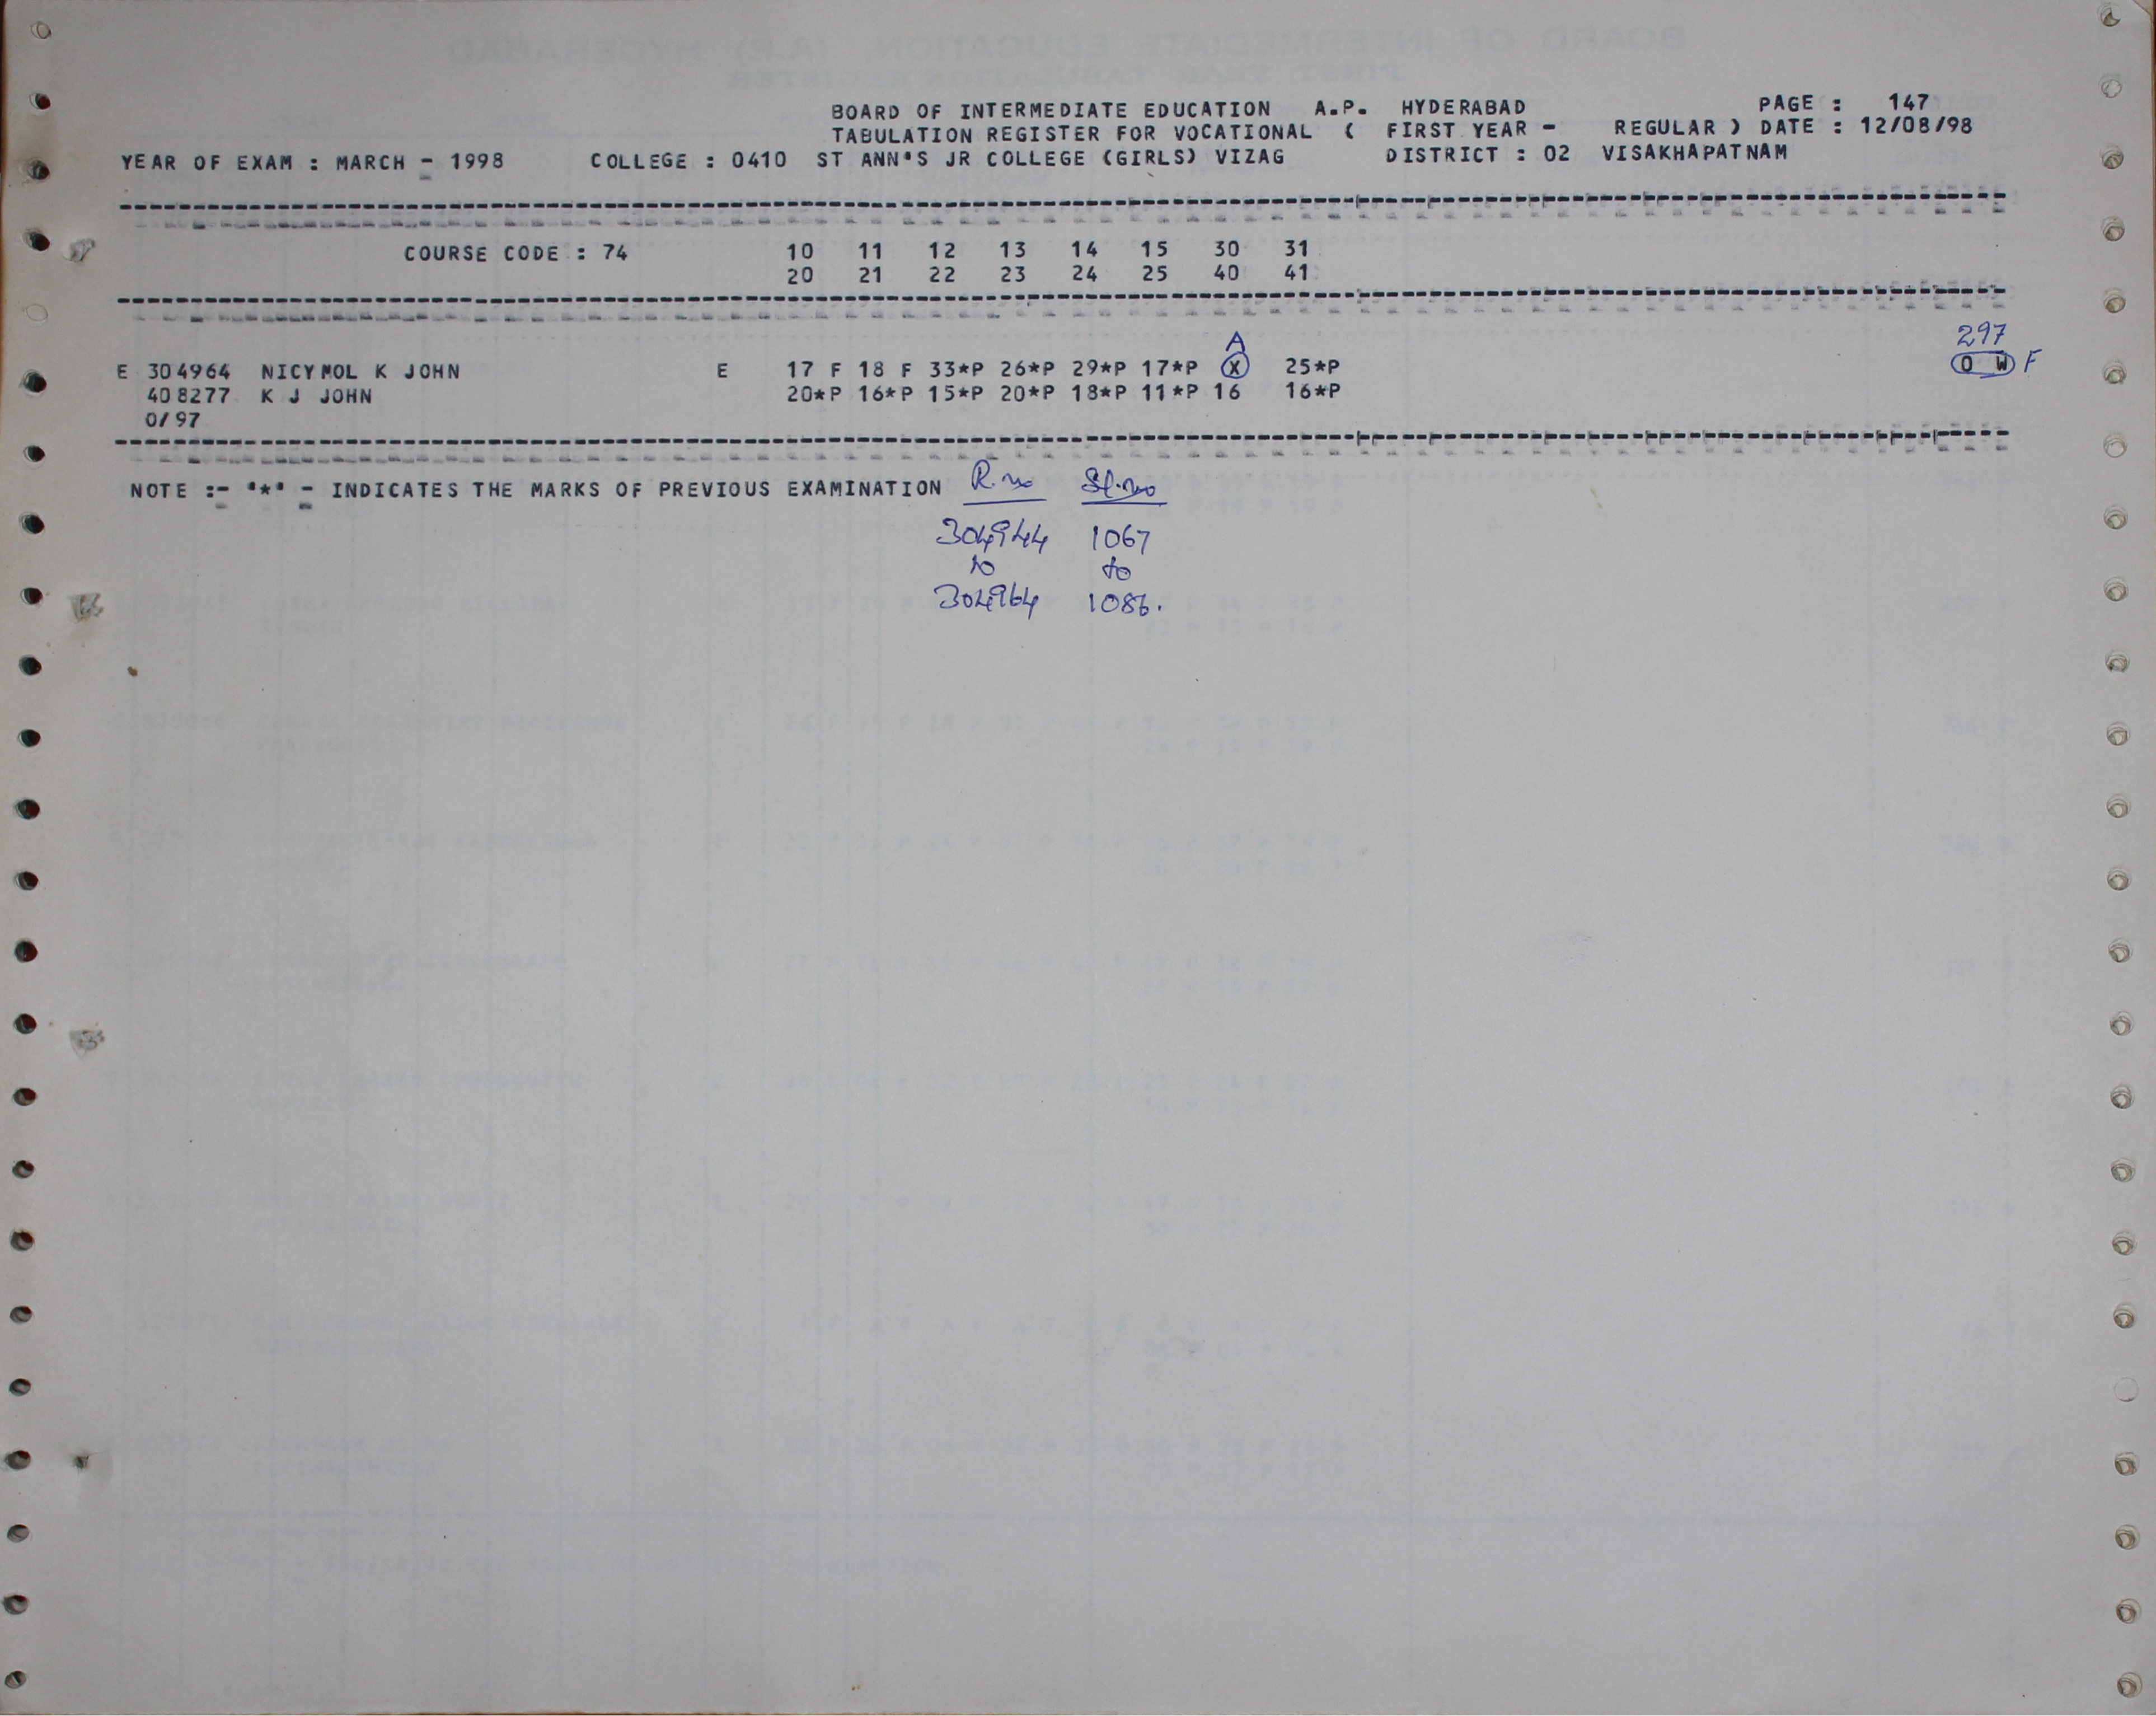 BOARD OF INTERMEDIATE EDUCATION A.P. HYDERABAD PAGE : 147
TABULATION REGISTER FOR VOCATIONAL ( FIRST YEAR - REGULAR ) DATE : 12/08/98
YEAR OF EXAM : MARCH - 1998 COLLEGE : 0410 ST ANN'S JR COLLEGE (GIRLS) VIZAG DISTRICT : 02 VISAKHAPATNAM
COURSE CODE : 74 10 11 12 13 14 15 30 31
20 21 22 23 24 25 40 41
A 297
E 304964 NICYMOL K JOHN E 17 F 18 F 33*P 26*P 29*P 17*P X 25*P 0 W F
408277 K J JOHN 20*P 16*P 15*P 20*P 18*P 11*P 16 16*P
0/97
NOTE :- '*' - INDICATES THE MARKS OF PREVIOUS EXAMINATION R.no Sl.no
304944 1067
to to
304964 1086.